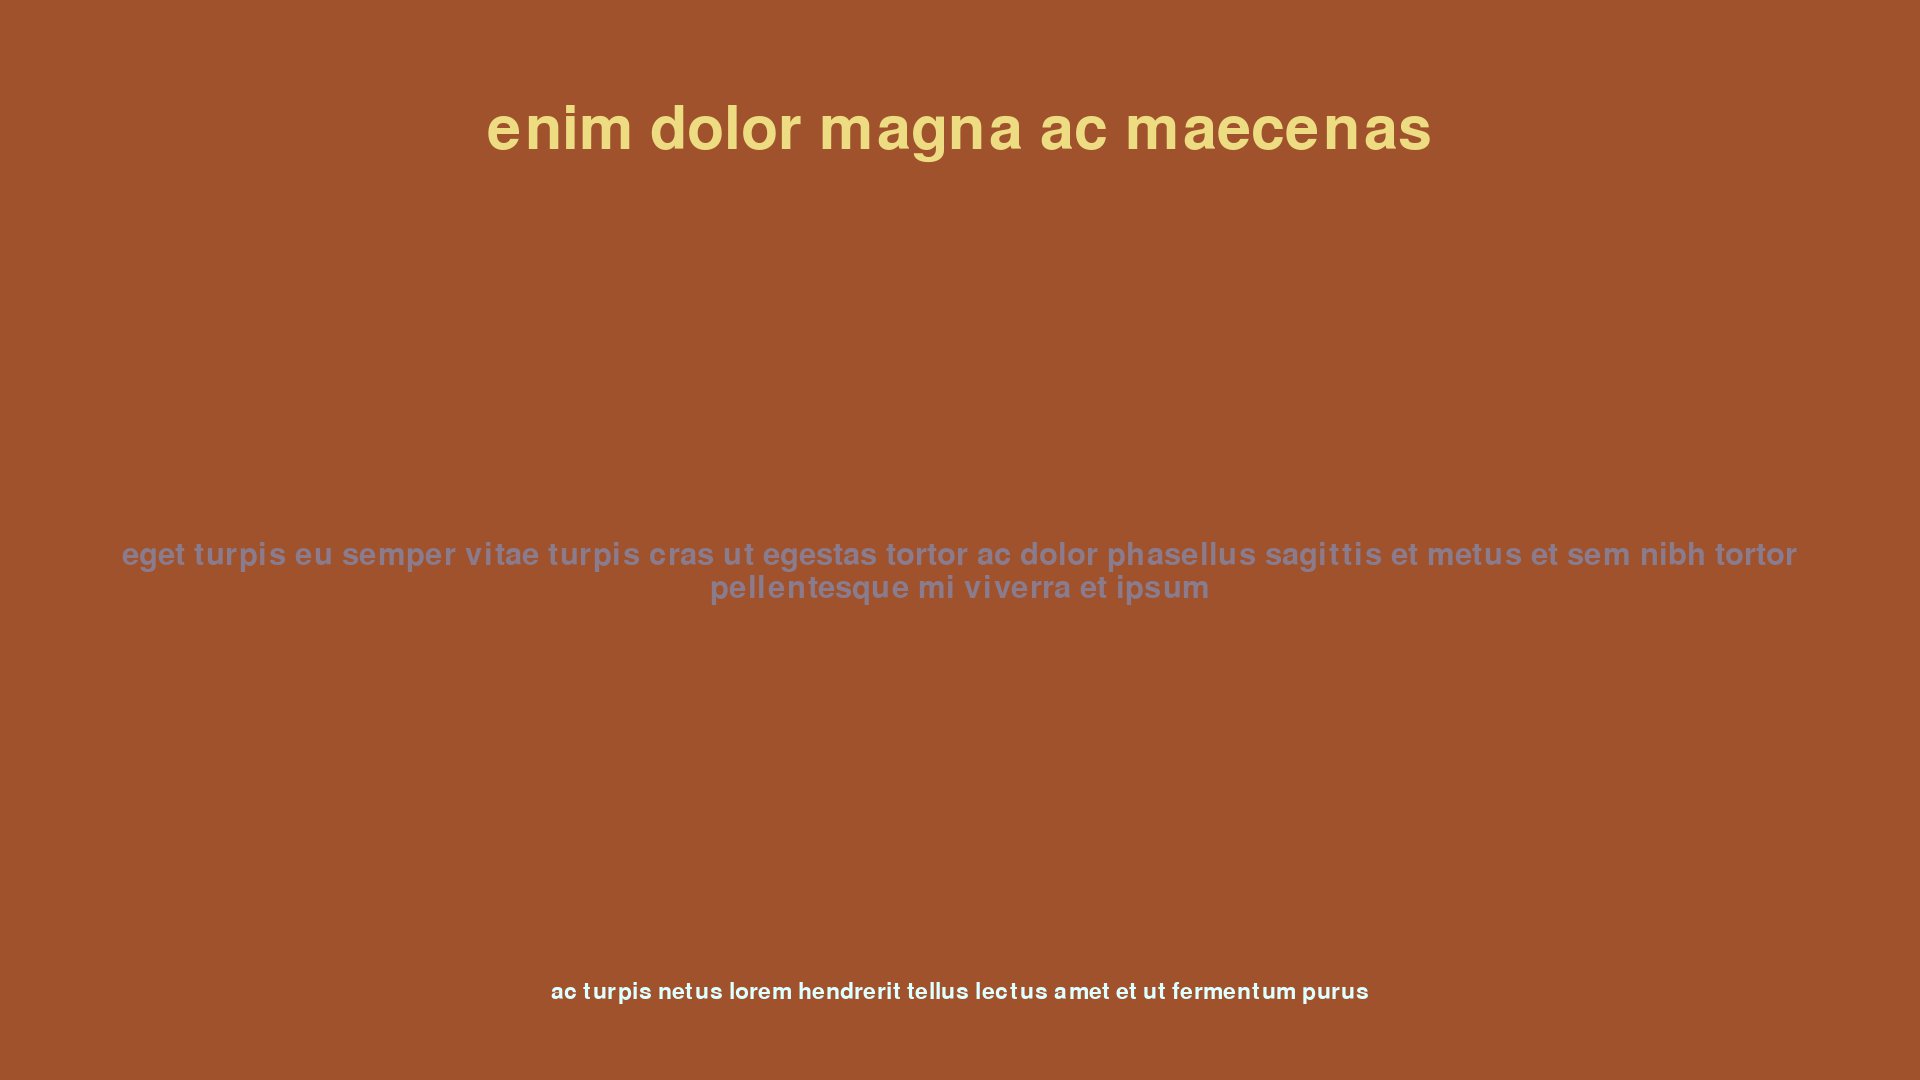 enim dolor magna ac maecenas
eget turpis eu semper vitae turpis cras ut egestas tortor ac dolor phasellus sagittis et metus et sem nibh tortor
pellentesque mi viverra et ipsum
ac turpis netus lorem hendrerit tellus lectus amet et ut fermentum purus